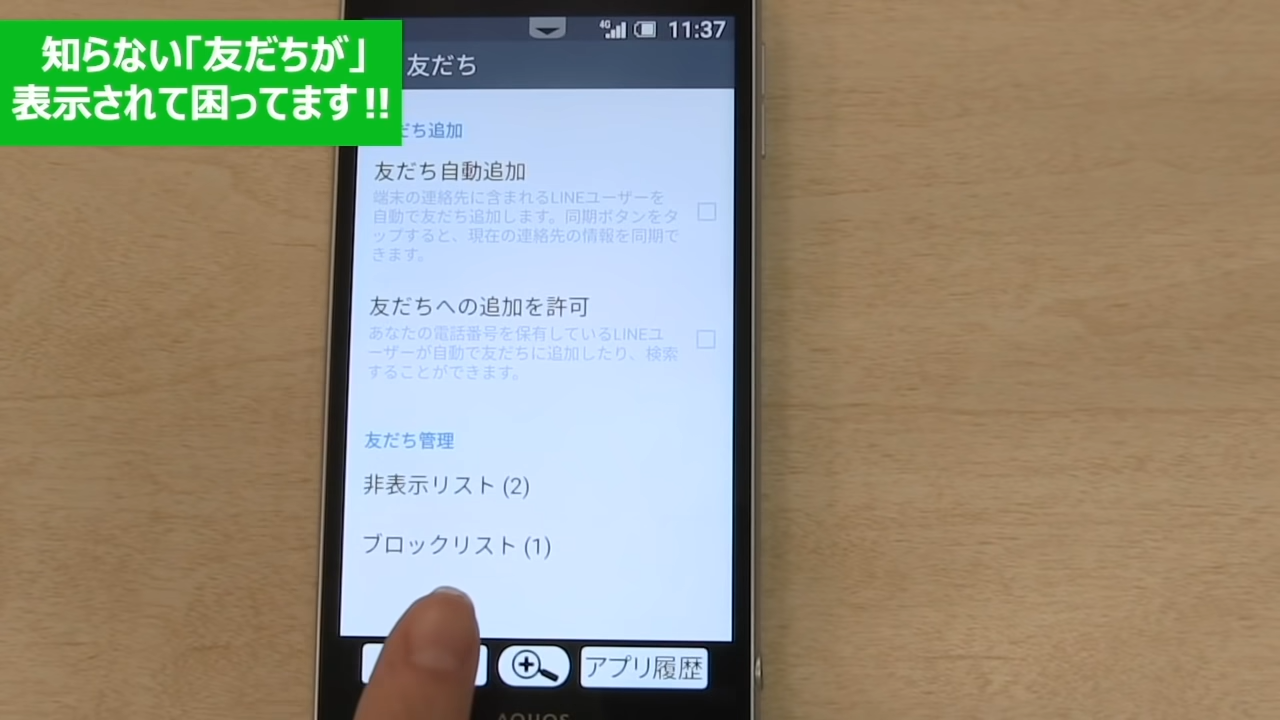 知らない「友だちが」
表示されて困ってます!!
4G 11:37
友だち
だち追加
友だち自動追加
端末の連絡先に含まれるLINEユーザーを
自動で友だち追加します。同期ボタンをタ
ップすると、現在の連絡先の情報を同期で
きます。
友だちへの追加を許可
あなたの電話番号を保有しているLINEユ
ーザーが自動で友だちに追加したり、検索
することができます。
友だち管理
非表示リスト (2)
ブロックリスト (1)
アプリ履歴
AQUOS